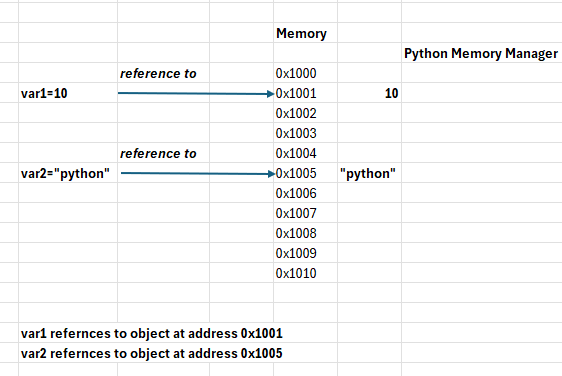 Memory
Python Memory Manager
reference to 0x1000
var1=10 0x1001 10
0x1002
0x1003
reference to 0x1004
var2="python" 0x1005 "python"
0x1006
0x1007
0x1008
0x1009
0x1010
var1 refernces to object at address 0x1001
var2 refernces to object at address 0x1005